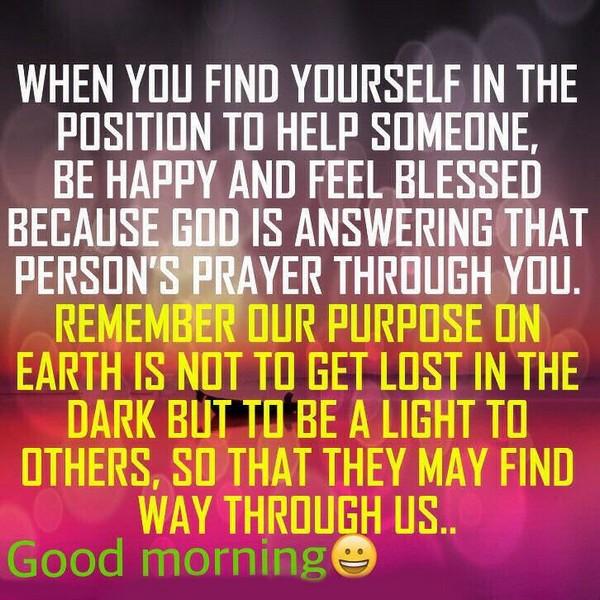 WHEN YOU FIND YOURSELF IN THE
POSITION TO HELP SOMEONE,
BE HAPPY AND FEEL BLESSED
BECAUSE GOD IS ANSWERING THAT
PERSON'S PRAYER THROUGH YOU.
REMEMBER OUR PURPOSE ON
EARTH IS NOT TO GET LOST IN THE
DARK BUT TO BE A LIGHT TO
OTHERS, SO THAT THEY MAY FIND
WAY THROUGH US..
Good morning😀